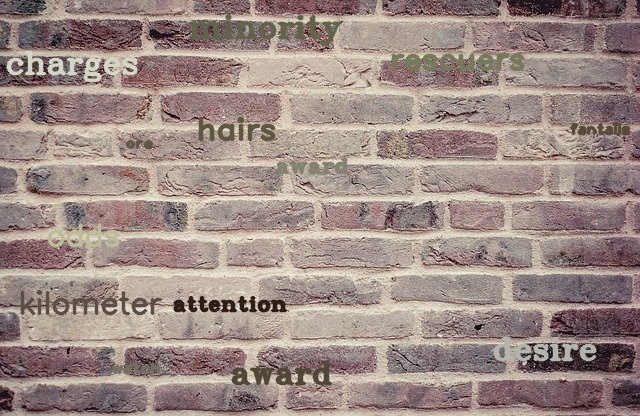 minority
charges
rescuers
hairs
fantails
ore
award
odds
kilometer
attention
desire
award